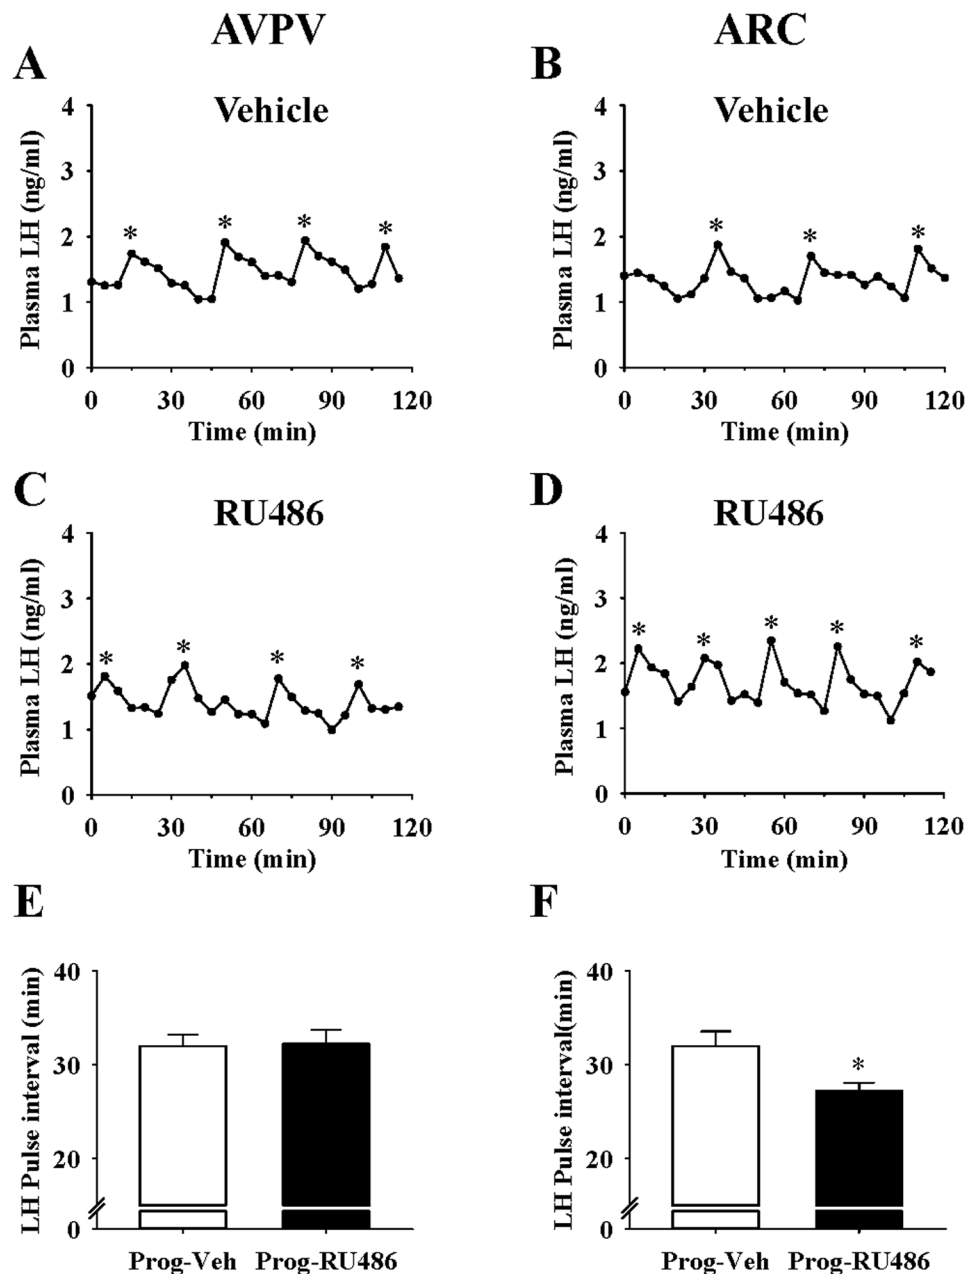 AVPV
ARC
A
Vehicle
4
3
2
1
0
Plasma LH (ng/ml)
* * * *
0 30 60 90 120
Time (min)
B
Vehicle
4
3
2
1
0
Plasma LH (ng/ml)
* * *
0 30 60 90 120
Time (min)
C
RU486
4
3
2
1
0
Plasma LH (ng/ml)
* * * *
0 30 60 90 120
Time (min)
D
RU486
4
3
2
1
0
Plasma LH (ng/ml)
* * * * *
0 30 60 90 120
Time (min)
E
40
30
20
0
LH Pulse interval (min)
Prog-Veh Prog-RU486
F
40
30
20
0
LH Pulse interval(min)
*
Prog-Veh Prog-RU486